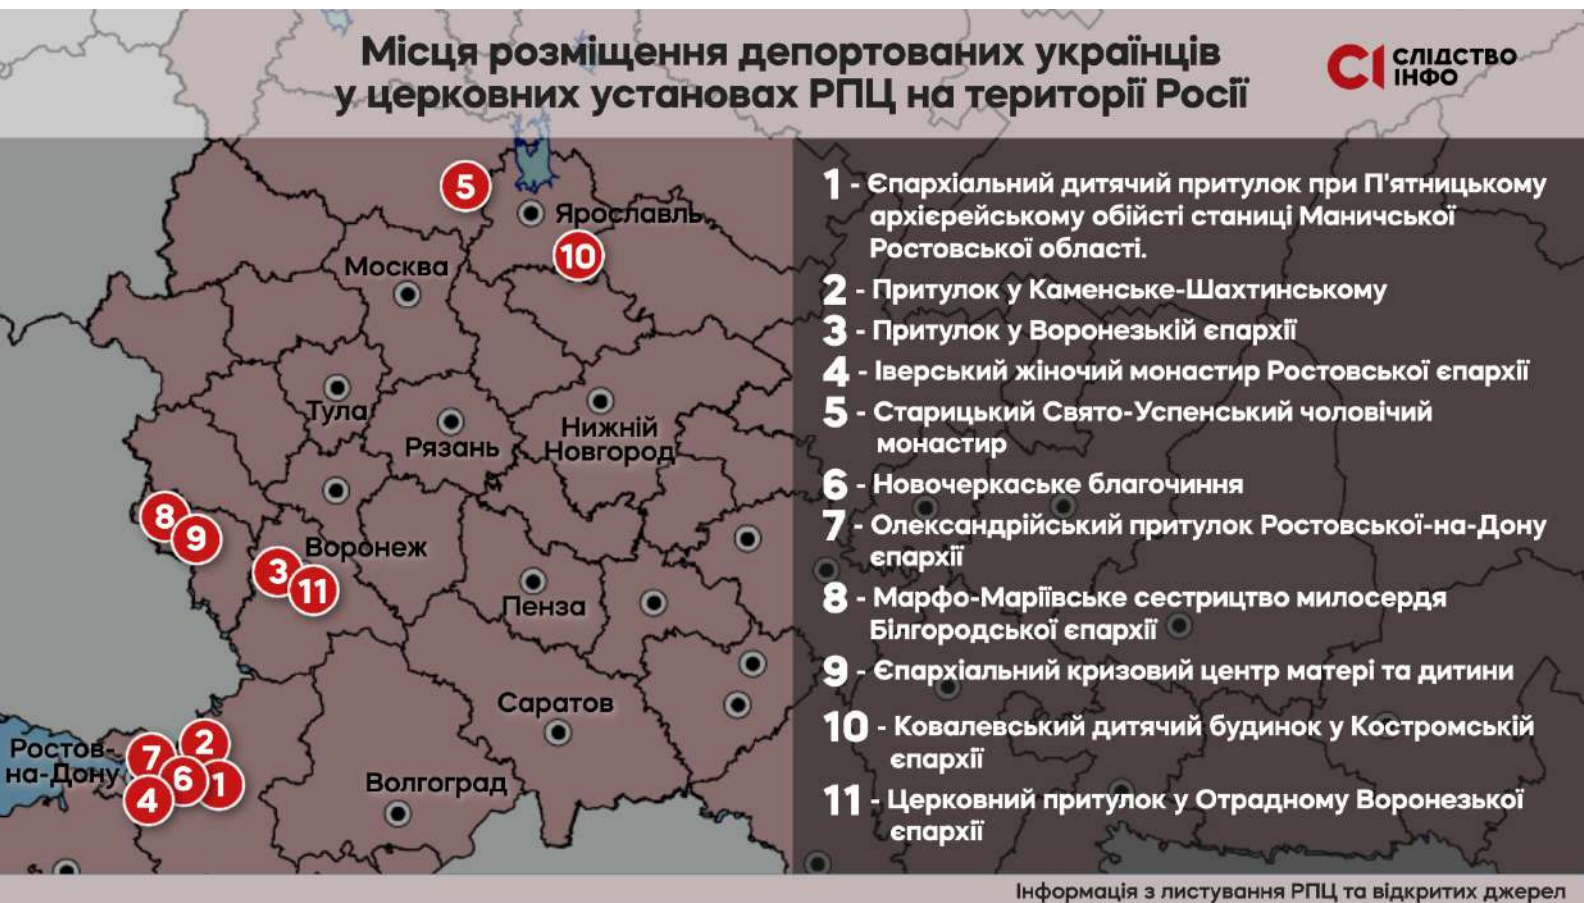 Місця розміщення депортованих українців
у церковних установах РПЦ на території Росії
СІ СЛІДСТВО
ІНФО
5
Ярославль
10
Москва
Тула
Рязань
Нижній
Новгород
8
9
Воронеж
3
11
Пенза
Саратов
Ростов-
на-Дону
7
2
6
1
4
Волгоград
1 - Єпархіальний дитячий притулок при П'ятницькому
архієрейському обійсті станиці Маничської
Ростовської області.
2 - Притулок у Каменське-Шахтинському
3 - Притулок у Воронезькій єпархії
4 - Іверський жіночий монастир Ростовської єпархії
5 - Старицький Свято-Успенський чоловічий
монастир
6 - Новочеркаське благочиння
7 - Олександрійський притулок Ростовської-на-Дону
єпархії
8 - Марфо-Маріївське сестрицтво милосердя
Білгородської єпархії
9 - Єпархіальний кризовий центр матері та дитини
10 - Ковалевський дитячий будинок у Костромській
єпархії
11 - Церковний притулок у Отрадному Воронезької
єпархії
Інформація з листування РПЦ та відкритих джерел